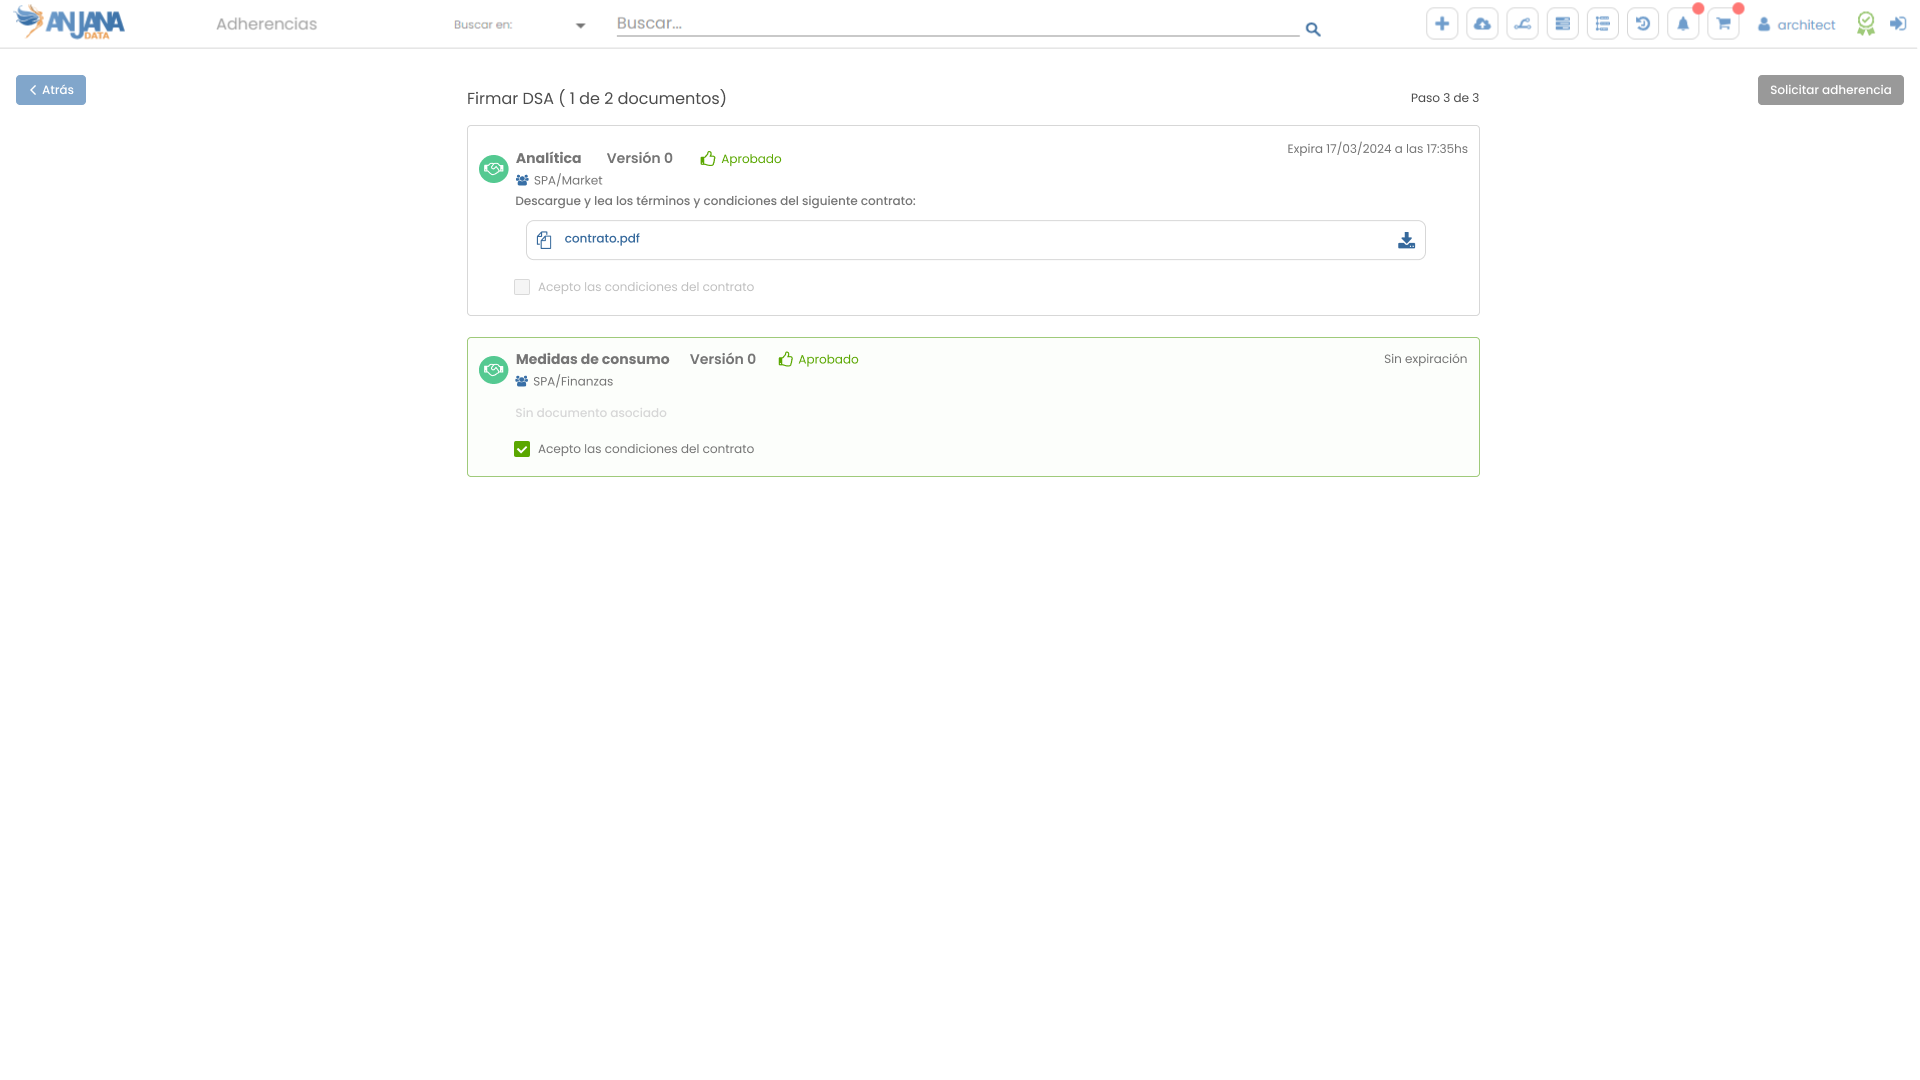 ANJANA
DATA
Adherencias
Buscar en:
Buscar...
architect
Atrás
Firmar DSA ( 1 de 2 documentos)
Paso 3 de 3
Solicitar adherencia
Analítica Versión 0 Aprobado
Expira 17/03/2024 a las 17:35hs
SPA/Market
Descargue y lea los términos y condiciones del siguiente contrato:
contrato.pdf
Acepto las condiciones del contrato
Medidas de consumo Versión 0 Aprobado
Sin expiración
SPA/Finanzas
Sin documento asociado
Acepto las condiciones del contrato